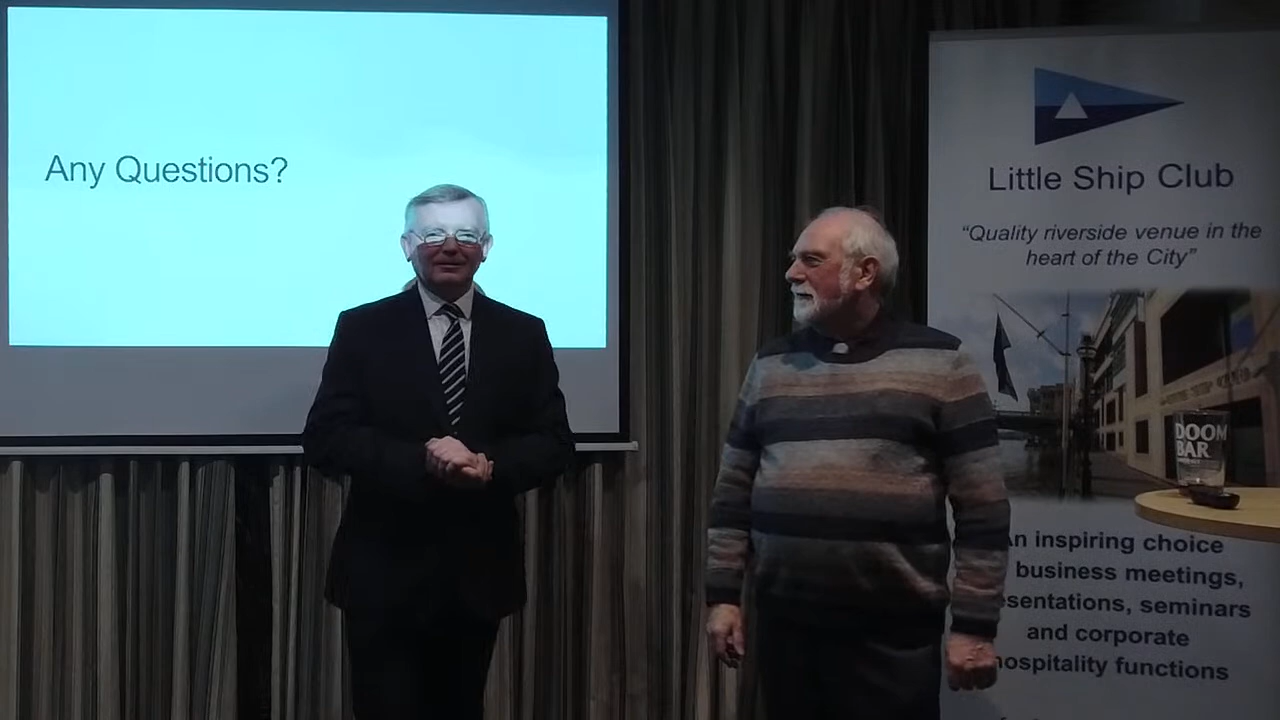 Any Questions?
Little Ship Club
“Quality riverside venue in the
heart of the City”
DOOM
BAR
An inspiring choice
business meetings,
and corporate
hospitality functions
seminars